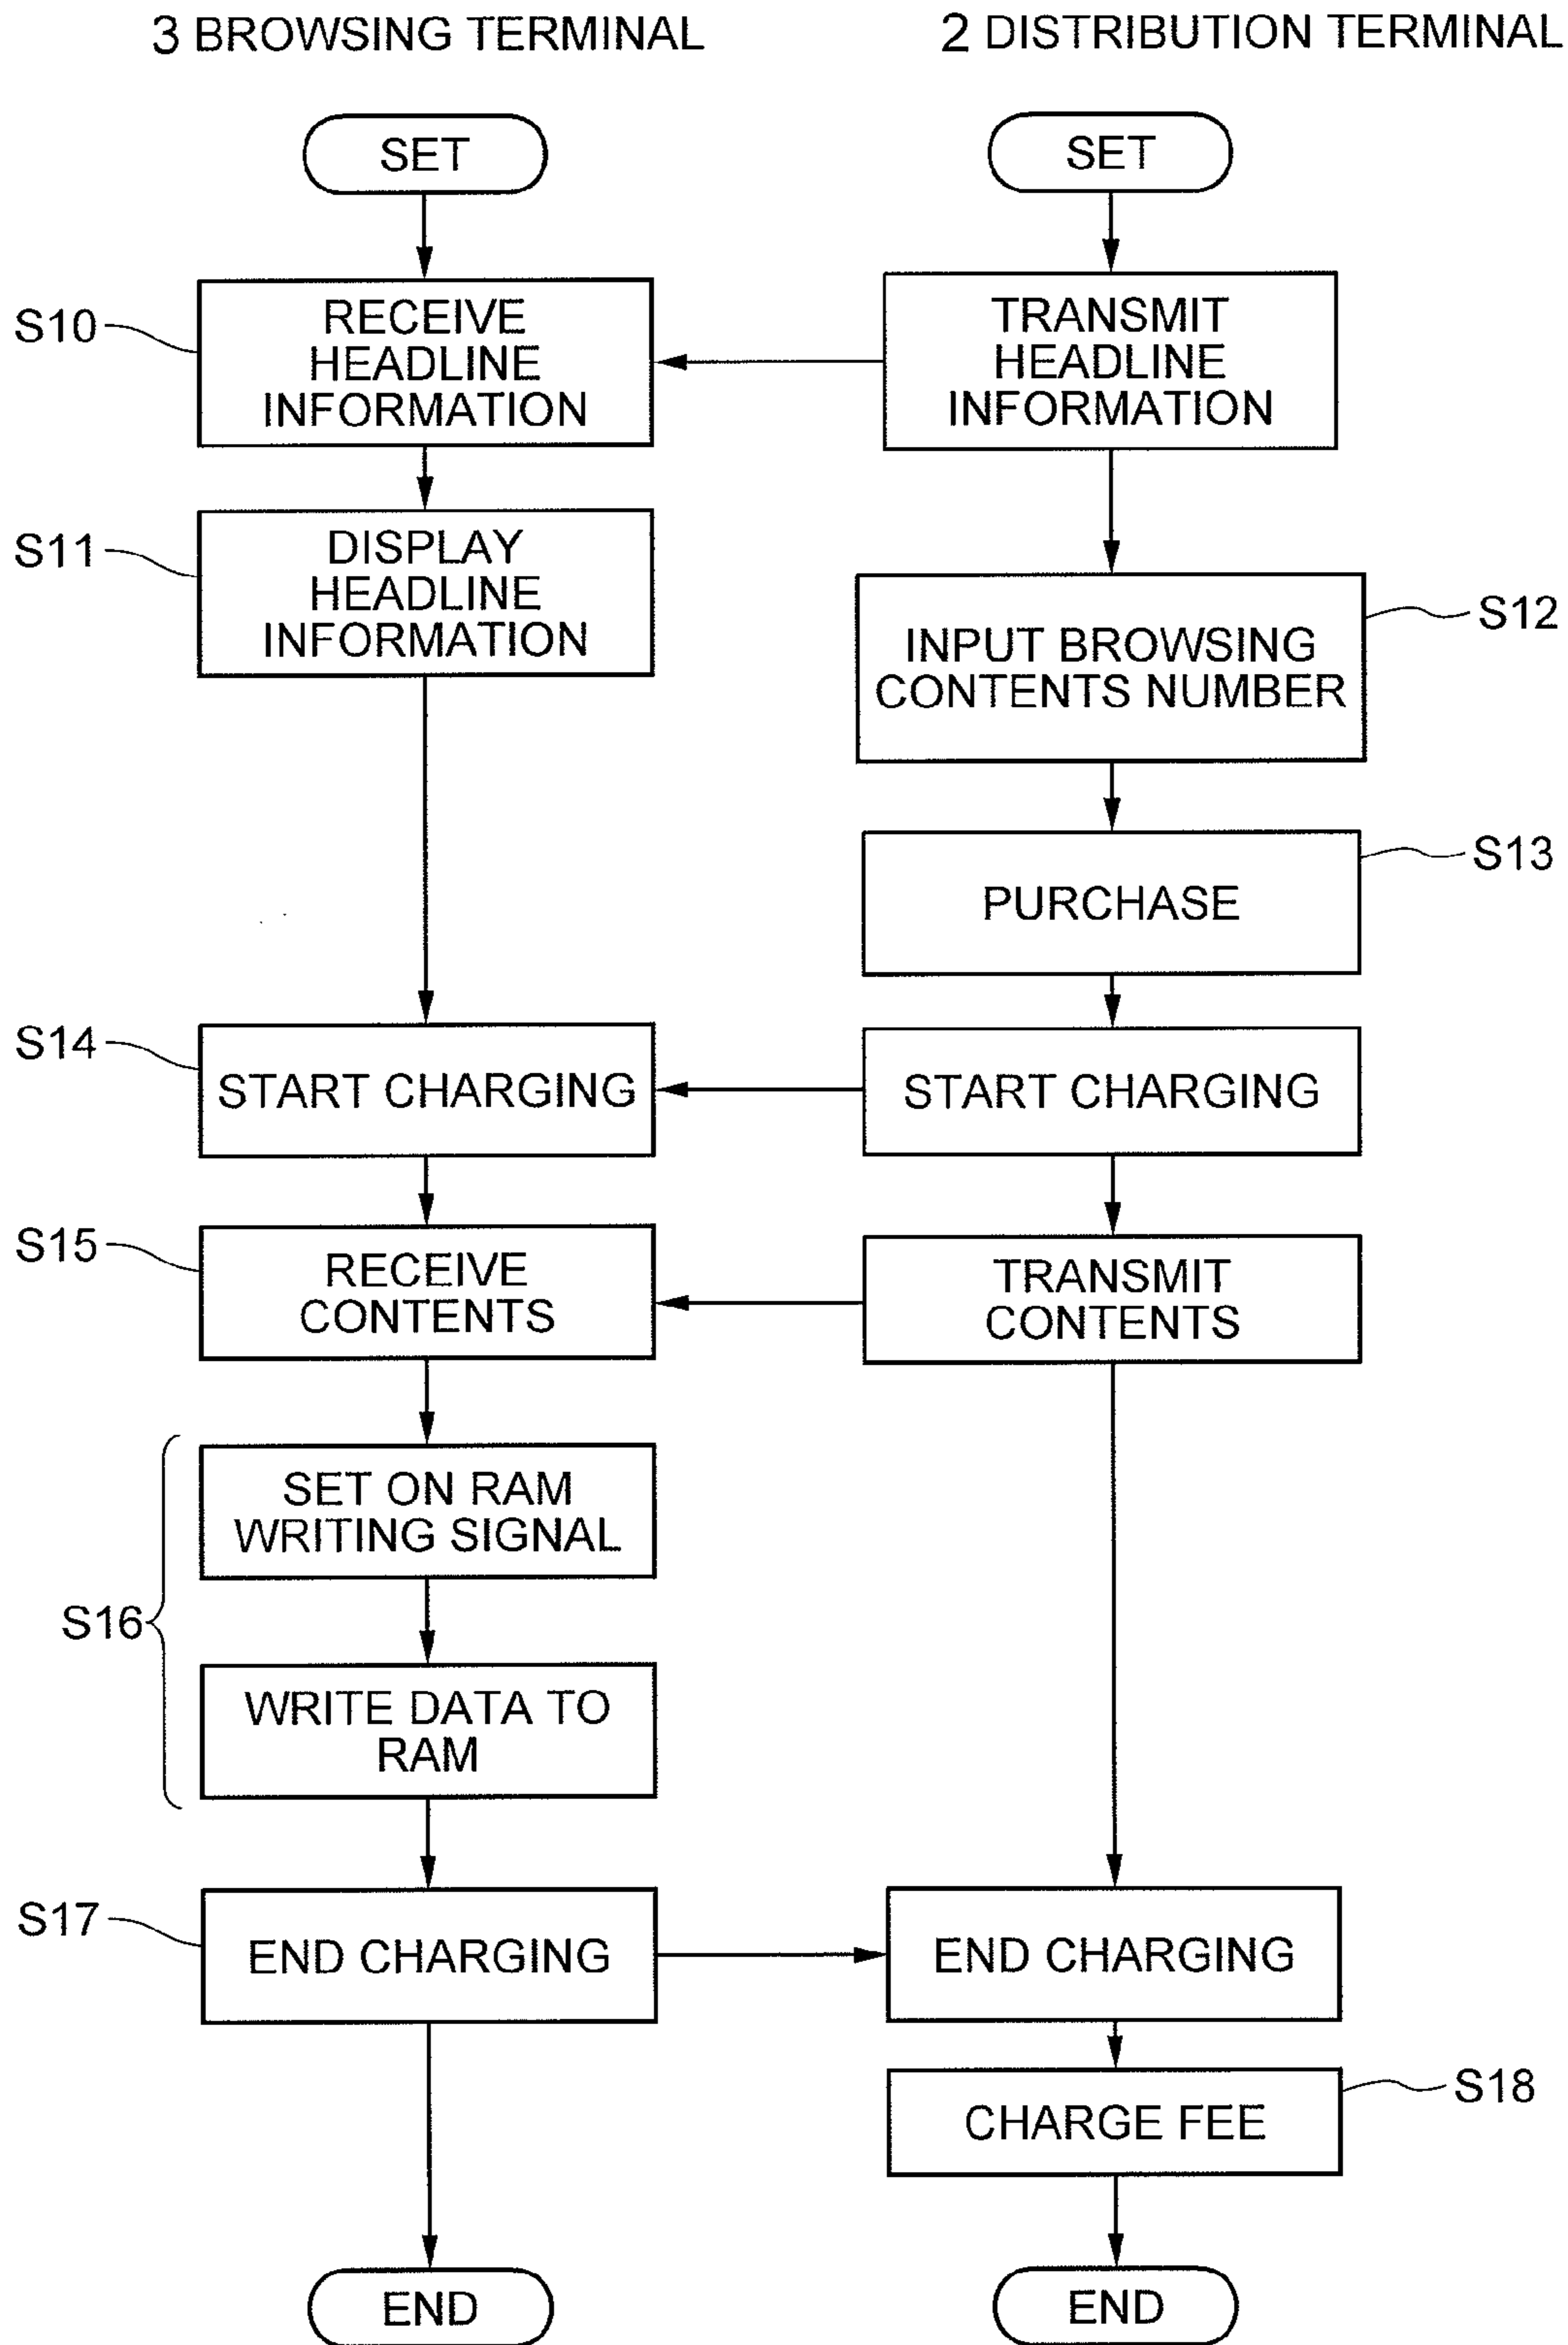 3 BROWSING TERMINAL
2 DISTRIBUTION TERMINAL
SET
SET
S10
RECEIVE
HEADLINE
INFORMATION
TRANSMIT
HEADLINE
INFORMATION
S11
DISPLAY
HEADLINE
INFORMATION
S12
INPUT BROWSING
CONTENTS NUMBER
S13
PURCHASE
S14
START CHARGING
START CHARGING
S15
RECEIVE
CONTENTS
TRANSMIT
CONTENTS
S16
SET ON RAM
WRITING SIGNAL
WRITE DATA TO
RAM
S17
END CHARGING
END CHARGING
S18
CHARGE FEE
END
END